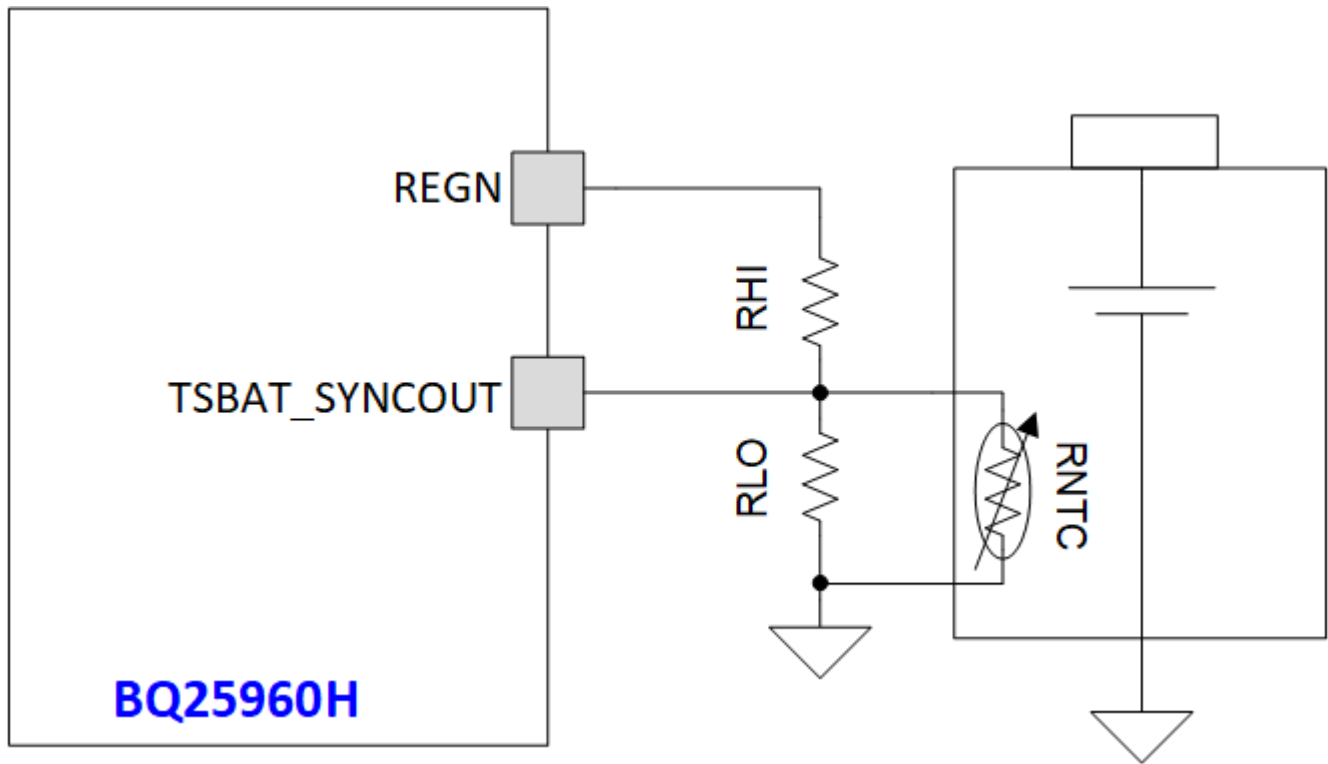 REGN
RHI
TSBAT_SYNCOUT
RLO
RNTC
BQ25960H